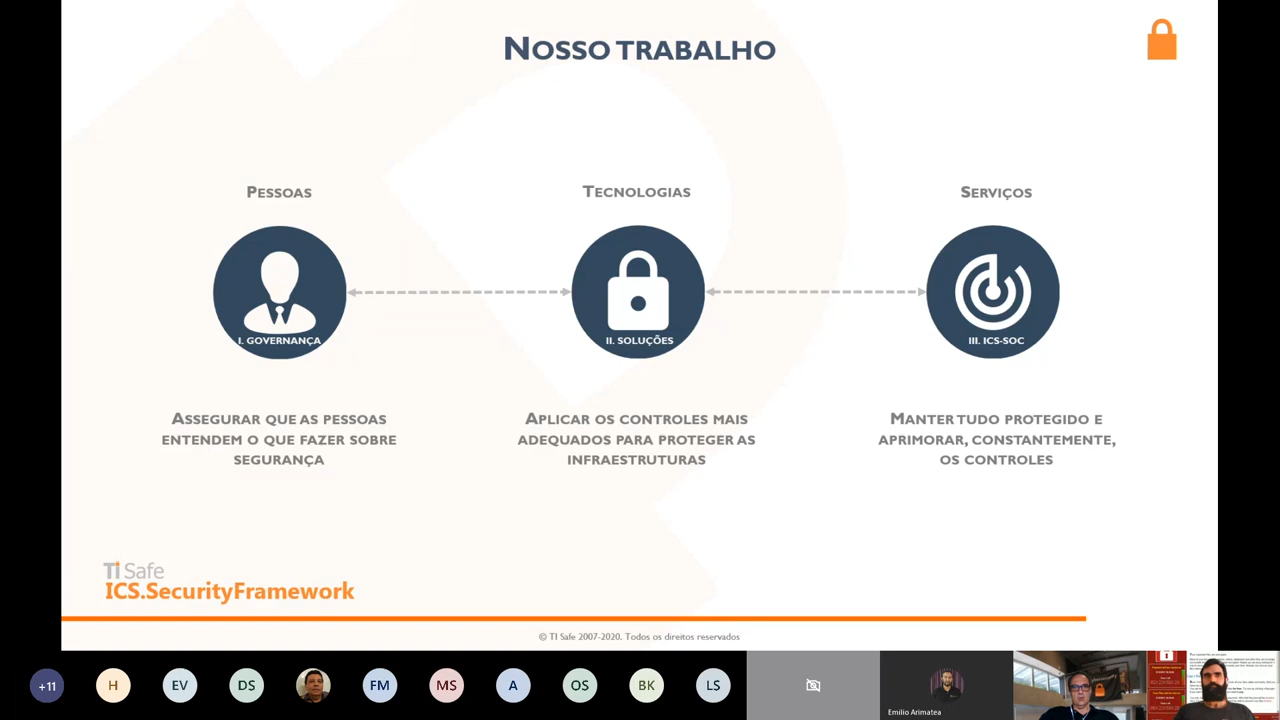 NOSSO TRABALHO
PESSOAS
TECNOLOGIAS
SERVIÇOS
I. GOVERNANÇA
II. SOLUÇÕES
III. ICS-SOC
ASSEGURAR QUE AS PESSOAS
ENTENDEM O QUE FAZER SOBRE
SEGURANÇA
APLICAR OS CONTROLES MAIS
ADEQUADOS PARA PROTEGER AS
INFRAESTRUTURAS
MANTER TUDO PROTEGIDO E
APRIMORAR, CONSTANTEMENTE,
OS CONTROLES
TI Safe
ICS.SecurityFramework
© TI Safe 2007-2020. Todos os direitos reservados
+11
H
EV
DS
FM
MS
A
OS
GK
LS
Emilio Arimatea